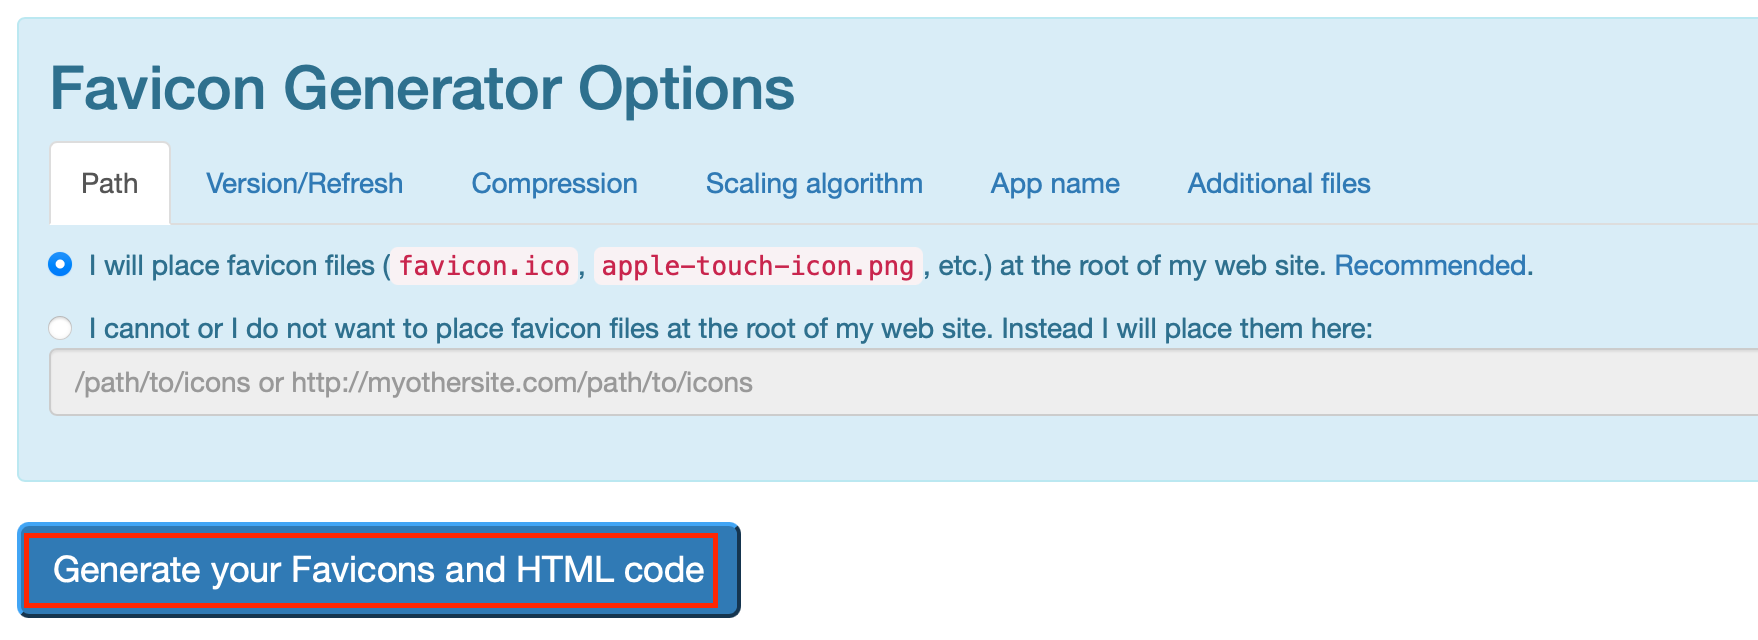 Favicon Generator Options
Path Version/Refresh Compression Scaling algorithm App name Additional files
I will place favicon files (favicon.ico, apple-touch-icon.png, etc.) at the root of my web site. Recommended.
I cannot or I do not want to place favicon files at the root of my web site. Instead I will place them here:
/path/to/icons or http://myothersite.com/path/to/icons
Generate your Favicons and HTML code